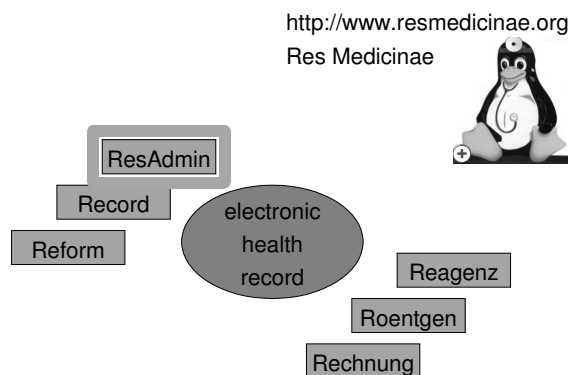 http://www.resmedicinae.org
Res Medicinae
ResAdmin
Record
Reform
electronic
health
record
Reagenz
Roentgen
Rechnung